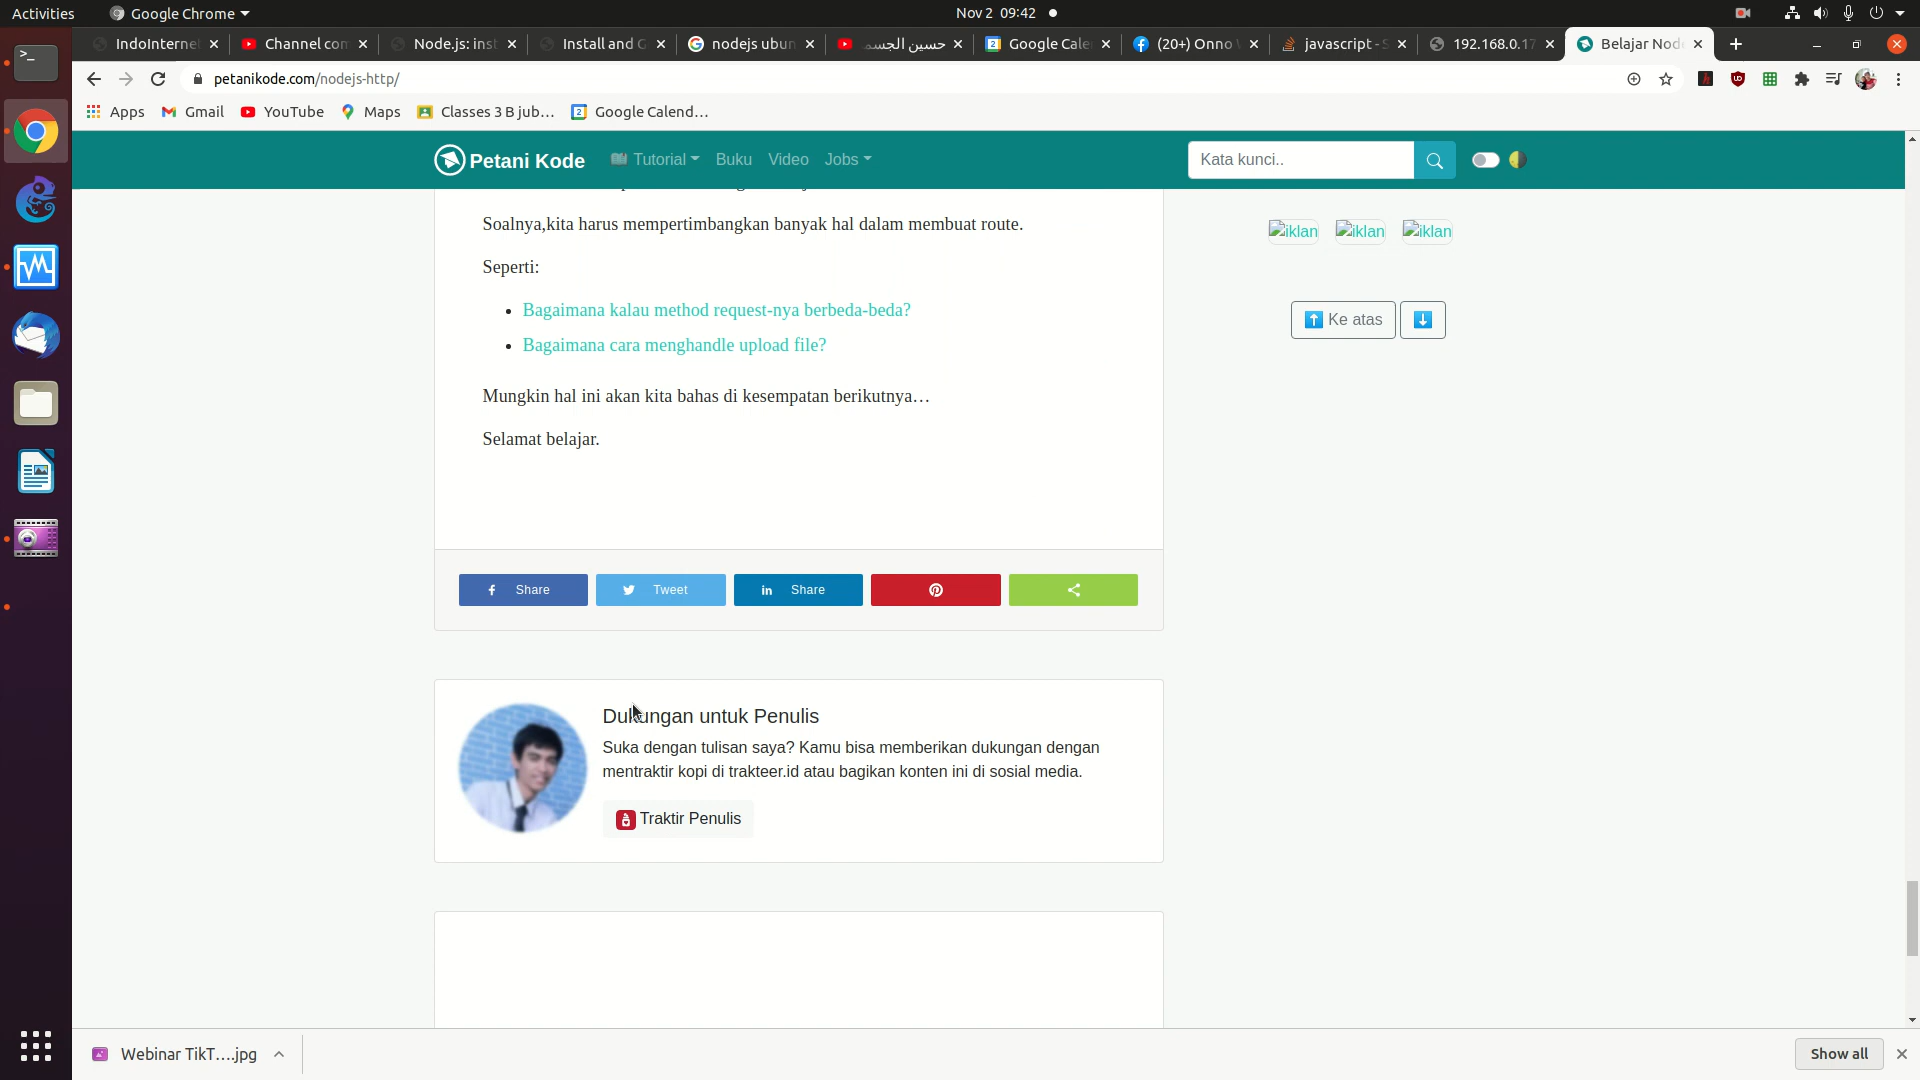 Activities
Google Chrome
Nov 2 09:42
IndoInterne
Channel con
Node.js: inst
Install and C
nodejs ubun
حسين الجسمي
Google Cale
(20+) Onno
javascript - S
192.168.0.17
Belajar Nod
petanikode.com/nodejs-http/
Apps
Gmail
YouTube
Maps
Classes 3 B jub...
Google Calend...
Petani Kode
Tutorial
Buku
Video
Jobs
Kata kunci..
Soalnya,kita harus mempertimbangkan banyak hal dalam membuat route.
iklan
iklan
iklan
Seperti:
Bagaimana kalau method request-nya berbeda-beda?
Ke atas
Bagaimana cara menghandle upload file?
Mungkin hal ini akan kita bahas di kesempatan berikutnya…
Selamat belajar.
Share
Tweet
Share
Dukungan untuk Penulis
Suka dengan tulisan saya? Kamu bisa memberikan dukungan dengan
mentraktir kopi di trakteer.id atau bagikan konten ini di sosial media.
Traktir Penulis
Webinar TikT....jpg
Show all